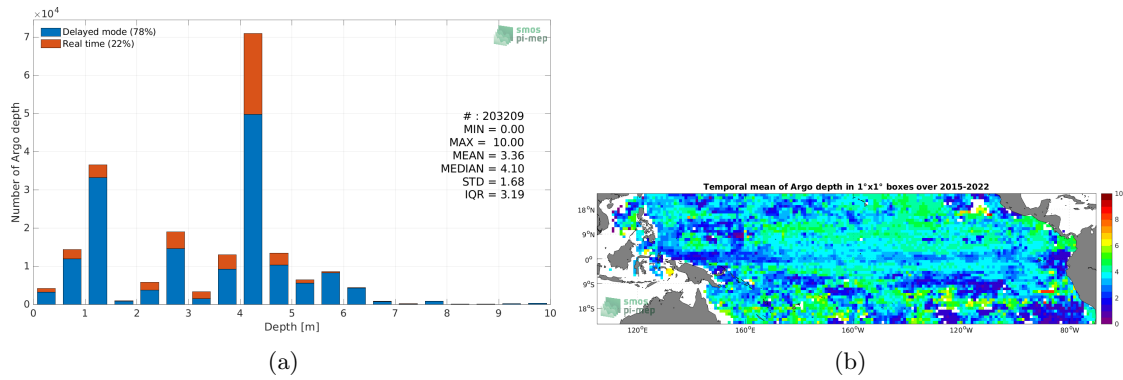 ×10⁴
Delayed mode (78%)
Real time (22%)
smos
pi-mep
7
6
5
4
3
2
1
0
Number of Argo depth
# : 203209
MIN = 0.00
MAX = 10.00
MEAN = 3.36
MEDIAN = 4.10
STD = 1.68
IQR = 3.19
0 1 2 3 4 5 6 7 8 9 10
Depth [m]
(a)
Temporal mean of Argo depth in 1°x1° boxes over 2015-2022
18°N
9°N
0°
9°S
18°S
smos
pi-mep
120°E 160°E 160°W 120°W 80°W
10
8
6
4
2
0
(b)